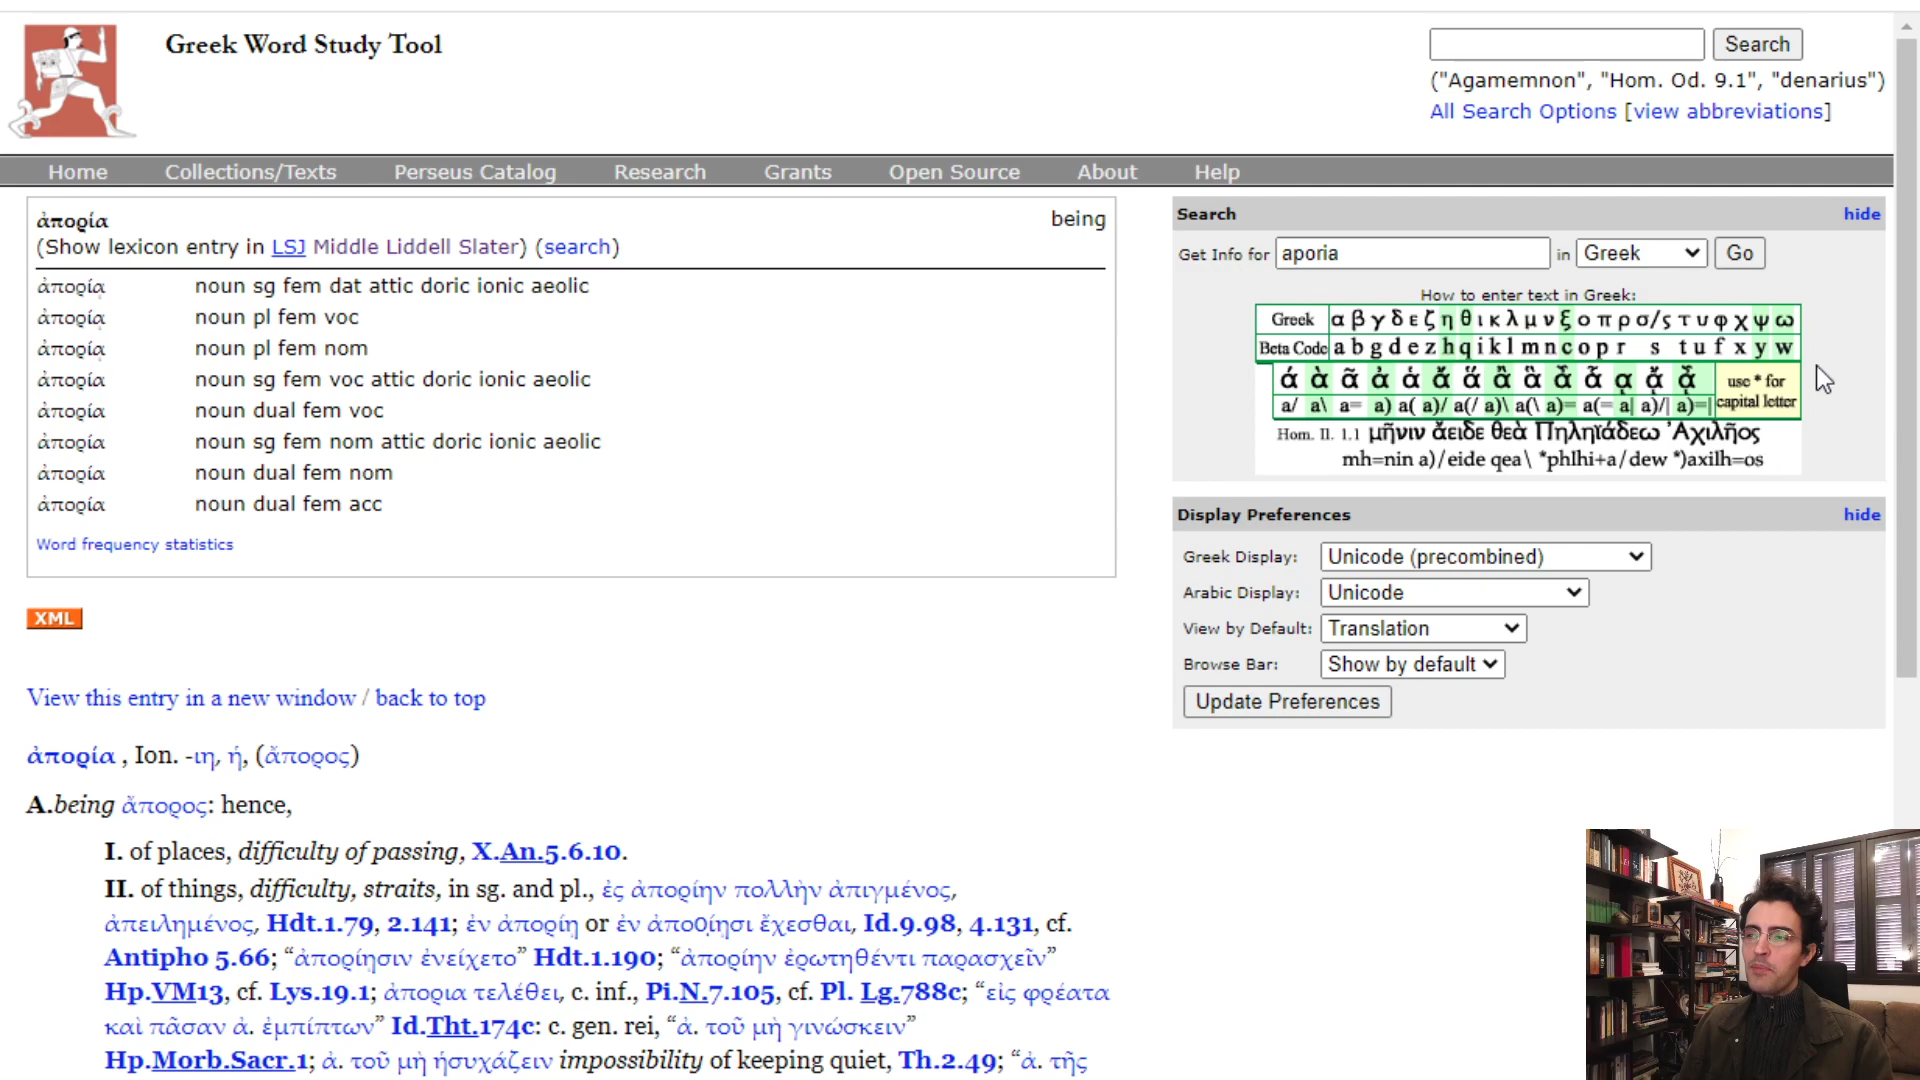 Greek Word Study Tool
Search
("Agamemnon", "Hom. Od. 9.1", "denarius")
All Search Options [view abbreviations]
Home Collections/Texts Perseus Catalog Research Grants Open Source About Help
ἀπορία being
(Show lexicon entry in LSJ Middle Liddell Slater) (search)
ἀπορίᾳ noun sg fem dat attic doric ionic aeolic
ἀπορίᾳ noun pl fem voc
ἀπορίᾳ noun pl fem nom
ἀπορία noun sg fem voc attic doric ionic aeolic
ἀπορία noun dual fem voc
ἀπορία noun sg fem nom attic doric ionic aeolic
ἀπορία noun dual fem nom
ἀπορία noun dual fem acc
Word frequency statistics
XML
View this entry in a new window / back to top
ἀπορία , Ion. -ιη, ἡ, (ἄπορος)
A.being ἄπορος: hence,
I. of places, difficulty of passing, X.An.5.6.10.
II. of things, difficulty, straits, in sg. and pl., ἐς ἀπορίην πολλὴν ἀπιγμένος,
ἀπειλημένος, Hdt.1.79, 2.141; ἐν ἀπορίῃ or ἐν ἀπορίῃσι ἔχεσθαι, Id.9.98, 4.131, cf.
Antipho 5.66; “ἀπορίησιν ἐνείχετο” Hdt.1.190; “ἀπορίην ἐρωτηθέντι παρασχεῖν”
Hp.VM13, cf. Lys.19.1; ἀπορια τελέθει, c. inf., Pi.N.7.105, cf. Pl. Lg.788c; “εἰς φρέατα
καὶ πᾶσαν ἀ. ἐμπίπτων” Id.Tht.174c: c. gen. rei, “ἀ. τοῦ μὴ γινώσκειν”
Hp.Morb.Sacr.1; ἀ. τοῦ μὴ ἡσυχάζειν impossibility of keeping quiet, Th.2.49; “ἀ. τῆς
Search hide
Get Info for aporia in Greek Go
How to enter text in Greek:
Greek α β γ δ ε ζ η θ ι κ λ μ ν ξ ο π ρ σ/ς τ υ φ χ ψ ω
Beta Code a b g d e z h q i k l m n c o p r s t u f x y w
ά ὰ ᾶ ἀ ἁ ἄ ἅ ἂ ἃ ἆ ἇ ᾳ ᾄ ᾆ use * for
a/ a\ a= a) a( a)/ a(/ a)\ a(\ a)= a(= a| a)/| a)=| capital letter
Hom. Il. 1.1 μῆνιν ἄειδε θεὰ Πηληϊάδεω Ἀχιλῆος
mh=nin a)/eide qea\ *phlhi+a/dew *)axilh=os
Display Preferences hide
Greek Display: Unicode (precombined)
Arabic Display: Unicode
View by Default: Translation
Browse Bar: Show by default
Update Preferences